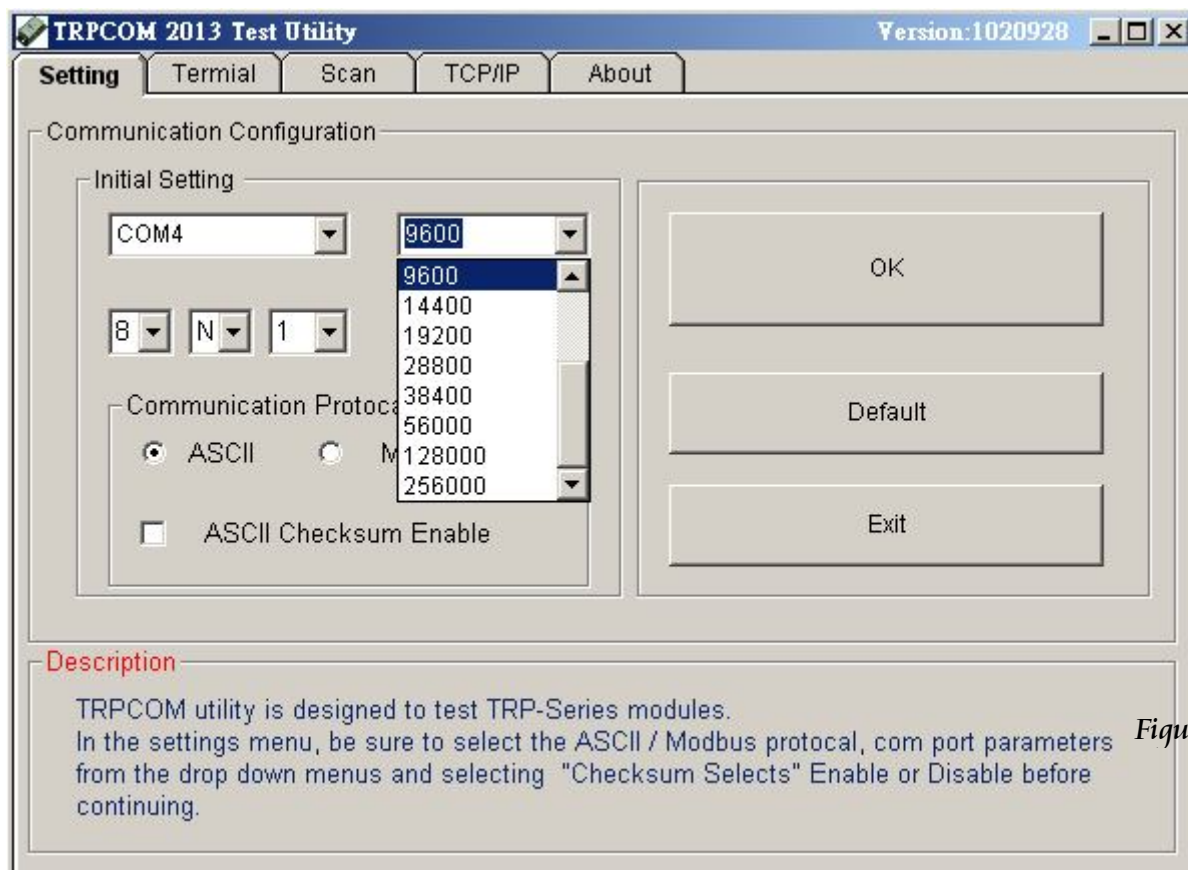 TRPCOM 2013 Test Utility Version:1020928
Setting Termial Scan TCP/IP About
Communication Configuration
Initial Setting
COM4 9600
9600
14400
19200
28800
38400
56000
128000
256000
8 N 1
Communication Protoca
ASCII M
ASCII Checksum Enable
OK
Default
Exit
Description
TRPCOM utility is designed to test TRP-Series modules.
In the settings menu, be sure to select the ASCII / Modbus protocal, com port parameters
from the drop down menus and selecting "Checksum Selects" Enable or Disable before
continuing.
Figu